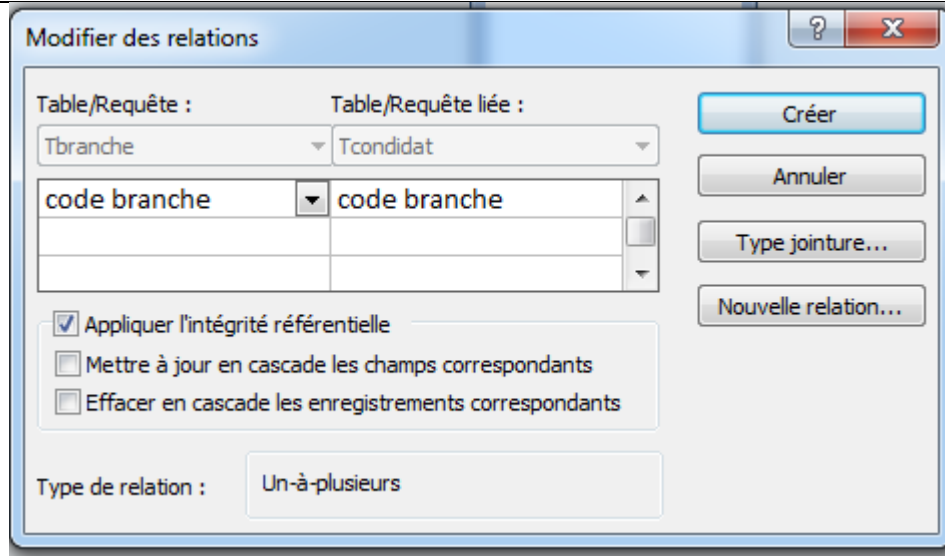 Modifier des relations
Table/Requête : Table/Requête liée :
Tbranche Tcondidat
code branche code branche
Appliquer l'intégrité référentielle
Mettre à jour en cascade les champs correspondants
Effacer en cascade les enregistrements correspondants
Type de relation : Un-à-plusieurs
Créer
Annuler
Type jointure...
Nouvelle relation...